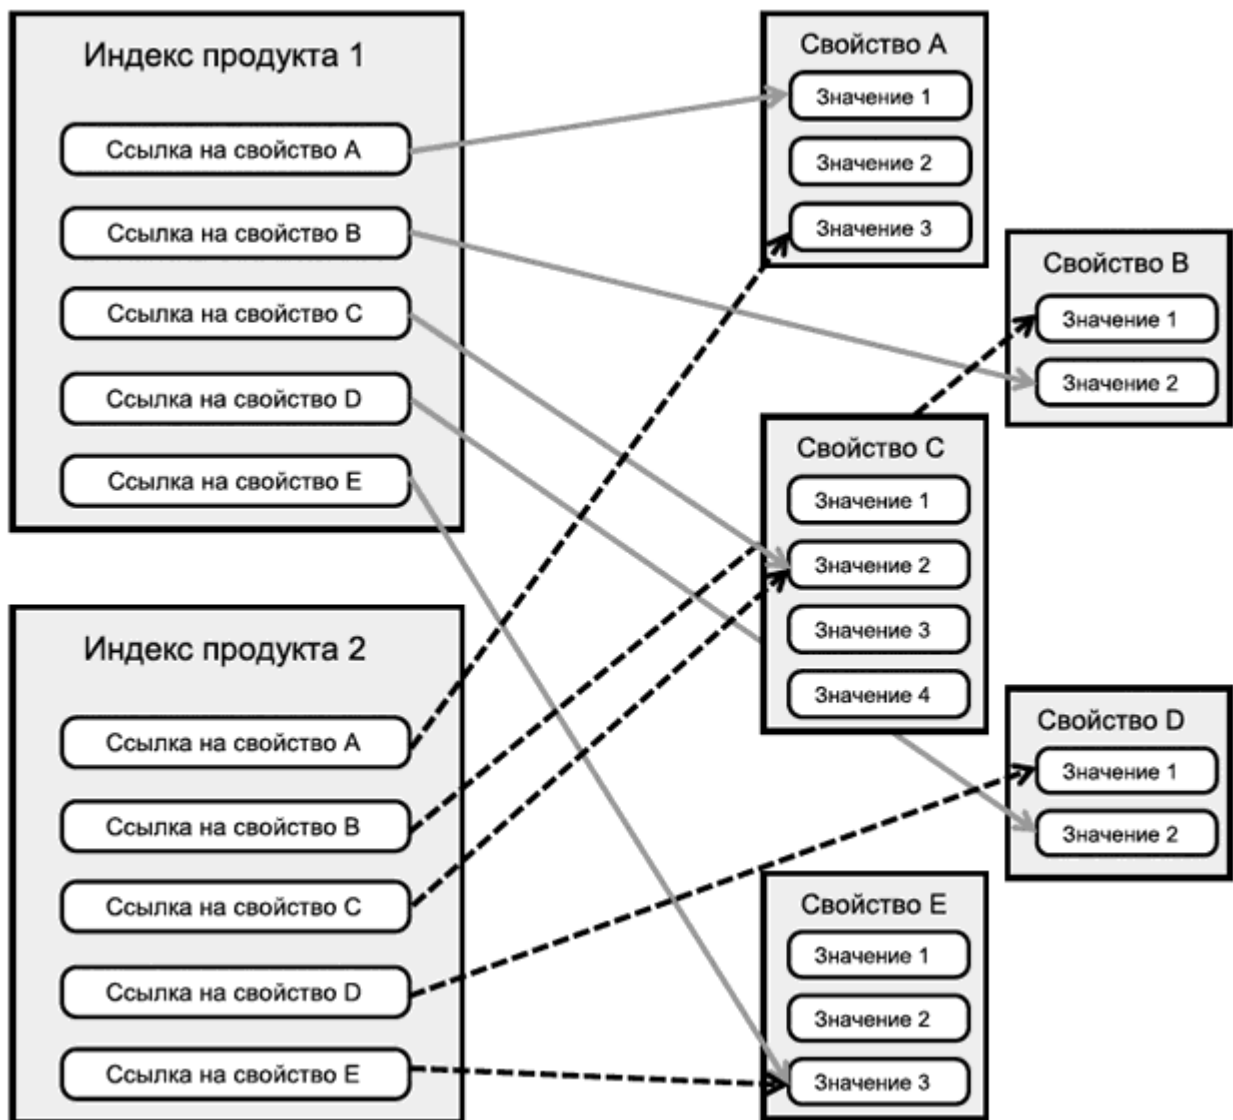 Индекс продукта 1
Ссылка на свойство A
Ссылка на свойство B
Ссылка на свойство C
Ссылка на свойство D
Ссылка на свойство E
Индекс продукта 2
Ссылка на свойство A
Ссылка на свойство B
Ссылка на свойство C
Ссылка на свойство D
Ссылка на свойство E
Свойство A
Значение 1
Значение 2
Значение 3
Свойство B
Значение 1
Значение 2
Свойство C
Значение 1
Значение 2
Значение 3
Значение 4
Свойство D
Значение 1
Значение 2
Свойство E
Значение 1
Значение 2
Значение 3